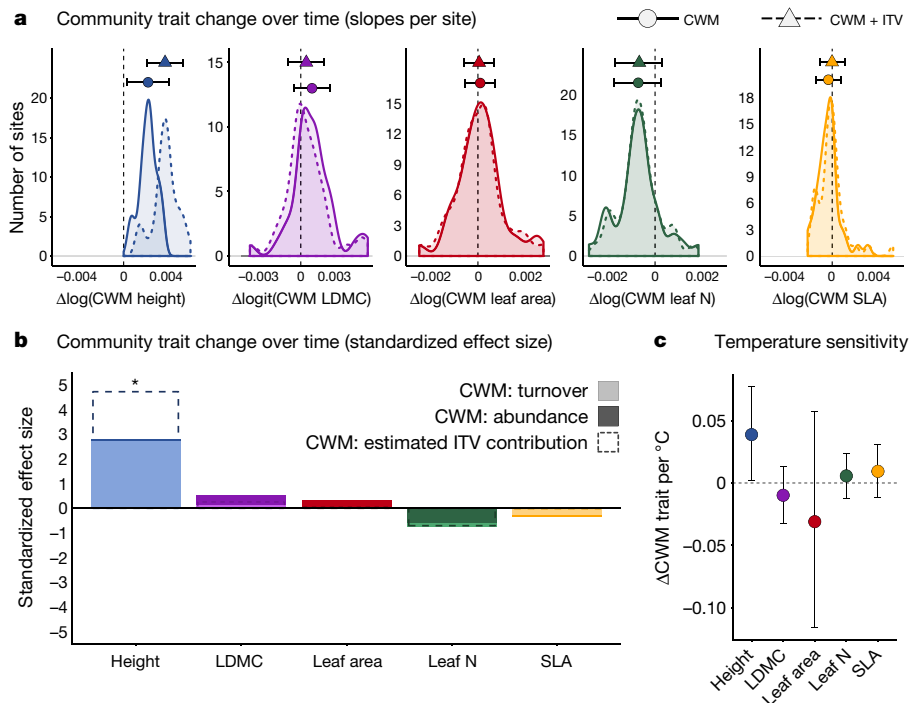 a Community trait change over time (slopes per site) CWM CWM + ITV
Number of sites
20
15
10
5
0
−0.004 0 0.004
Δlog(CWM height)
15
10
5
0
−0.003 0 0.003
Δlogit(CWM LDMC)
15
12
9
6
3
0
−0.002 0 0.002
Δlog(CWM leaf area)
20
15
10
5
0
−0.002 0 0.002
Δlog(CWM leaf N)
18
15
12
9
6
3
0
−0.004 0 0.004
Δlog(CWM SLA)
b Community trait change over time (standardized effect size)
Standardized effect size
5
4
3
2
1
0
−1
−2
−3
−4
−5
*
CWM: turnover
CWM: abundance
CWM: estimated ITV contribution
Height LDMC Leaf area Leaf N SLA
c Temperature sensitivity
ΔCWM trait per °C
0.05
0
−0.05
−0.10
Height LDMC Leaf area Leaf N SLA